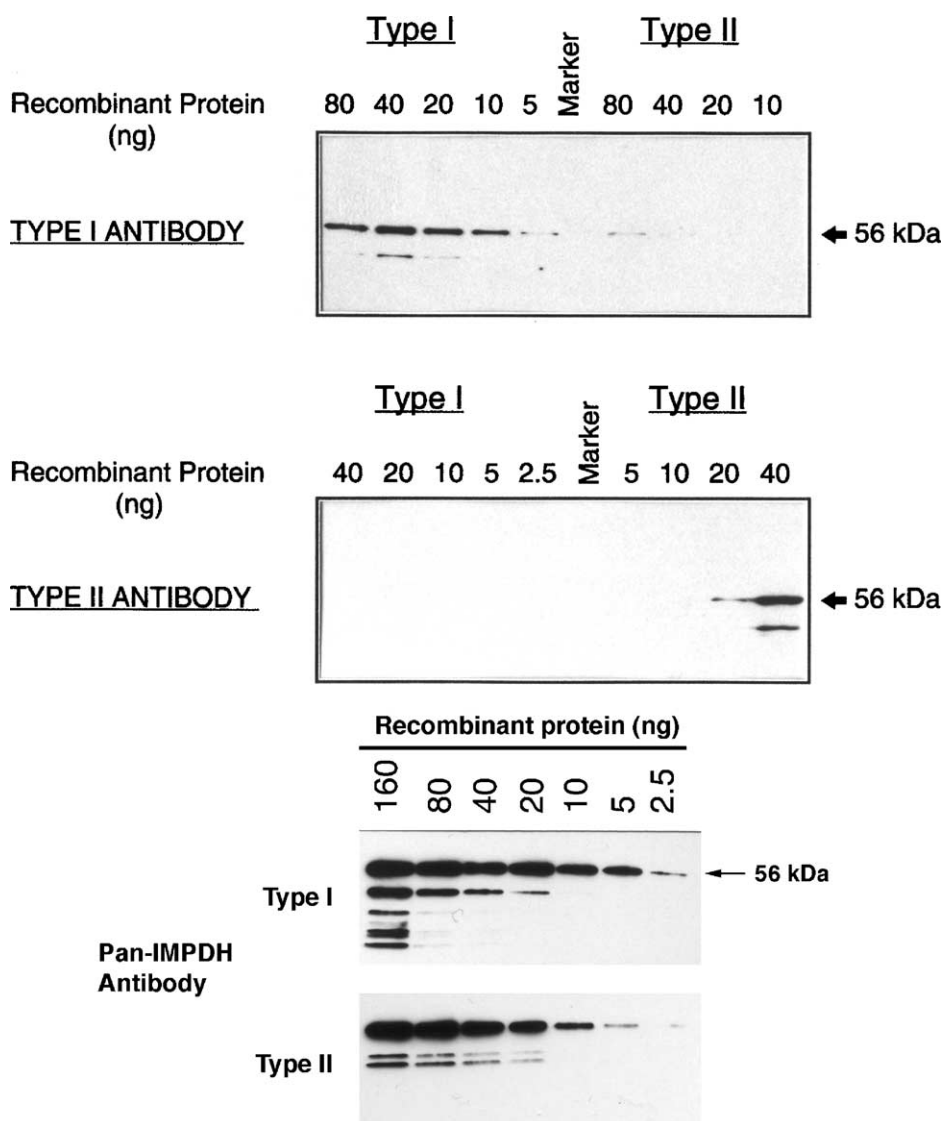 Type I Type II
Marker
Recombinant Protein 80 40 20 10 5 80 40 20 10
(ng)
TYPE I ANTIBODY 56 kDa
Type I Type II
Marker
Recombinant Protein 40 20 10 5 2.5 5 10 20 40
(ng)
TYPE II ANTIBODY 56 kDa
Recombinant protein (ng)
160 80 40 20 10 5 2.5
56 kDa
Type I
Pan-IMPDH
Antibody
Type II